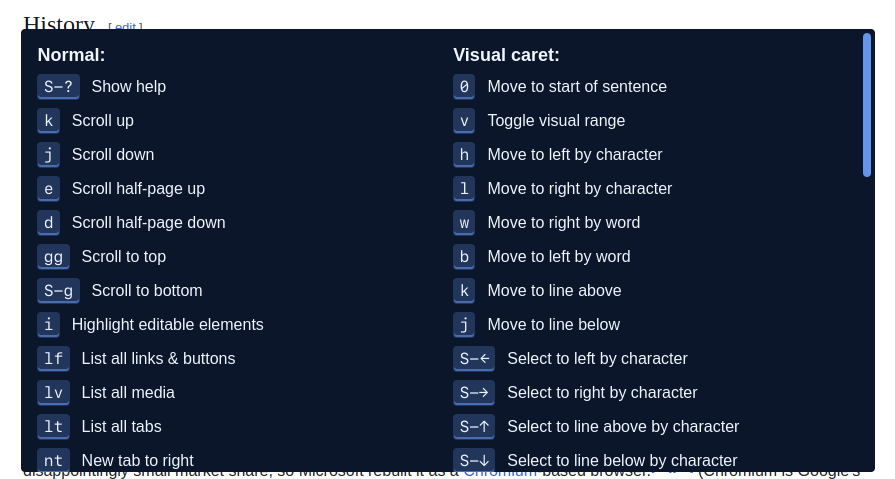 History [ edit ]
Normal:
S−? Show help
k Scroll up
j Scroll down
e Scroll half-page up
d Scroll half-page down
gg Scroll to top
S−g Scroll to bottom
i Highlight editable elements
lf List all links & buttons
lv List all media
lt List all tabs
nt New tab to right
Visual caret:
0 Move to start of sentence
v Toggle visual range
h Move to left by character
l Move to right by character
w Move to right by word
b Move to left by word
k Move to line above
j Move to line below
S−← Select to left by character
S−→ Select to right by character
S−↑ Select to line above by character
S−↓ Select to line below by character
disappointingly small market share, so Microsoft rebuilt it as a Chromium-based browser. (Chromium is Google's